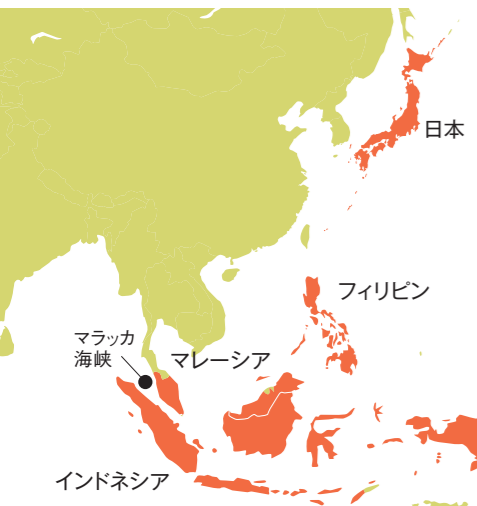 日本
フィリピン
マラッカ
海峡
マレーシア
インドネシア